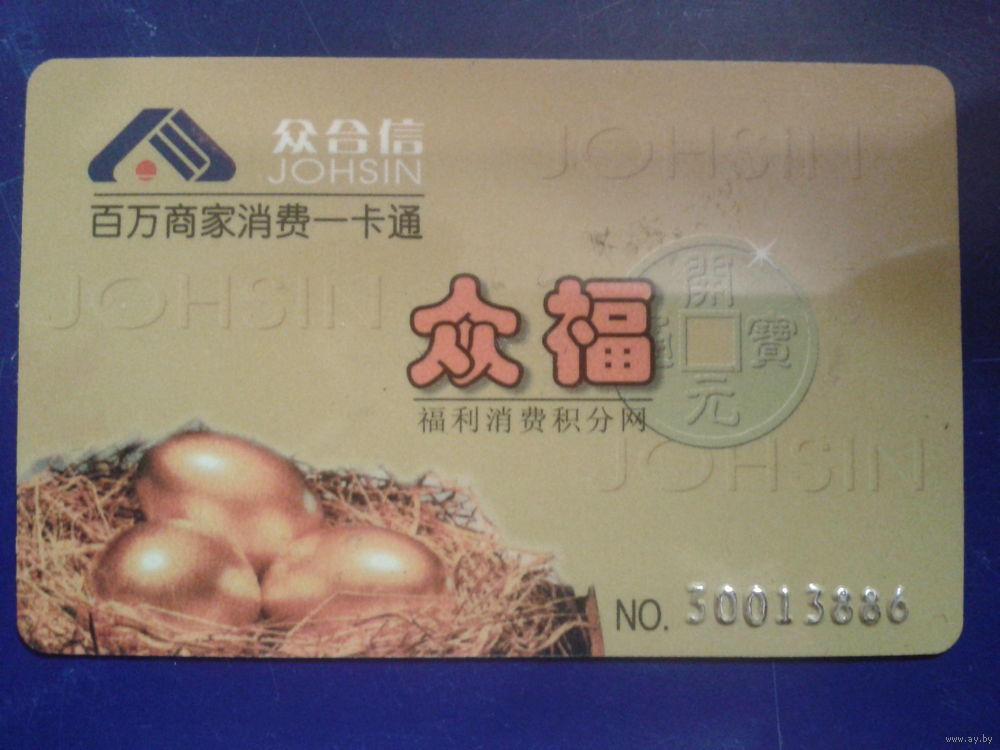 众合信
JOHSIN
百万商家消费一卡通
JOHSIN
JOHSIN
众福
開
寶
元
福利消费积分网
JOHSIN
NO. 30013886
www.ay.by